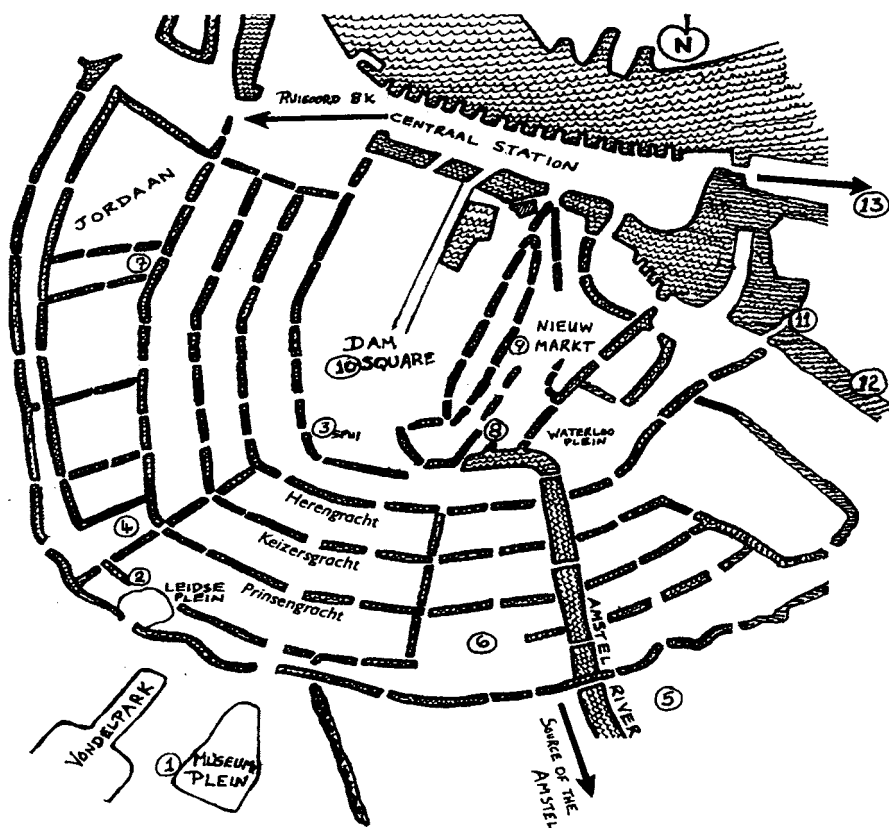 N
RUIGOORD 8K
CENTRAAL STATION
13
JORDAAN
7
11
NIEUW
MARKT
9
DAM
10 SQUARE
12
3 SPUI
8
WATERLOO
PLEIN
Herengracht
4
Keizersgracht
2
LEIDSE
PLEIN
Prinsengracht
AMSTEL RIVER
6
5
VONDELPARK
1
MUSEUM
PLEIN
SOURCE OF THE
AMSTEL